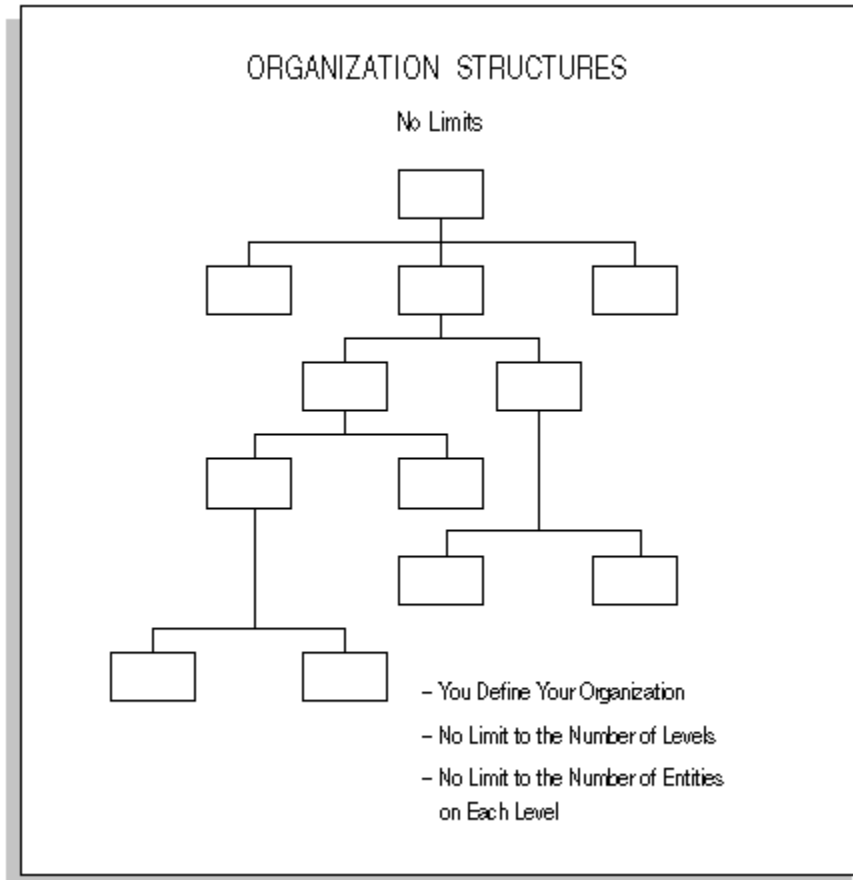 ORGANIZATION STRUCTURES
No Limits
– You Define Your Organization
– No Limit to the Number of Levels
– No Limit to the Number of Entities
on Each Level